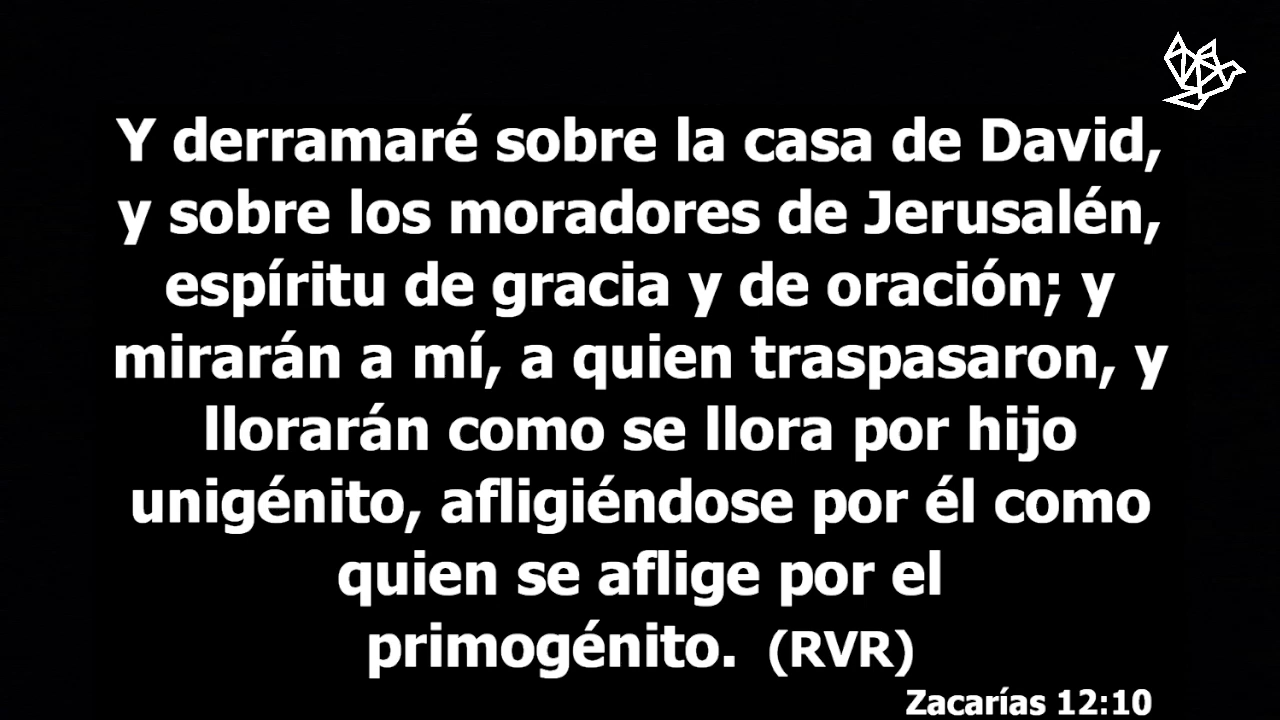 Y derramaré sobre la casa de David,
y sobre los moradores de Jerusalén,
espíritu de gracia y de oración; y
mirarán a mí, a quien traspasaron, y
llorarán como se llora por hijo
unigénito, afligiéndose por él como
quien se aflige por el
primogénito. (RVR)
Zacarías 12:10